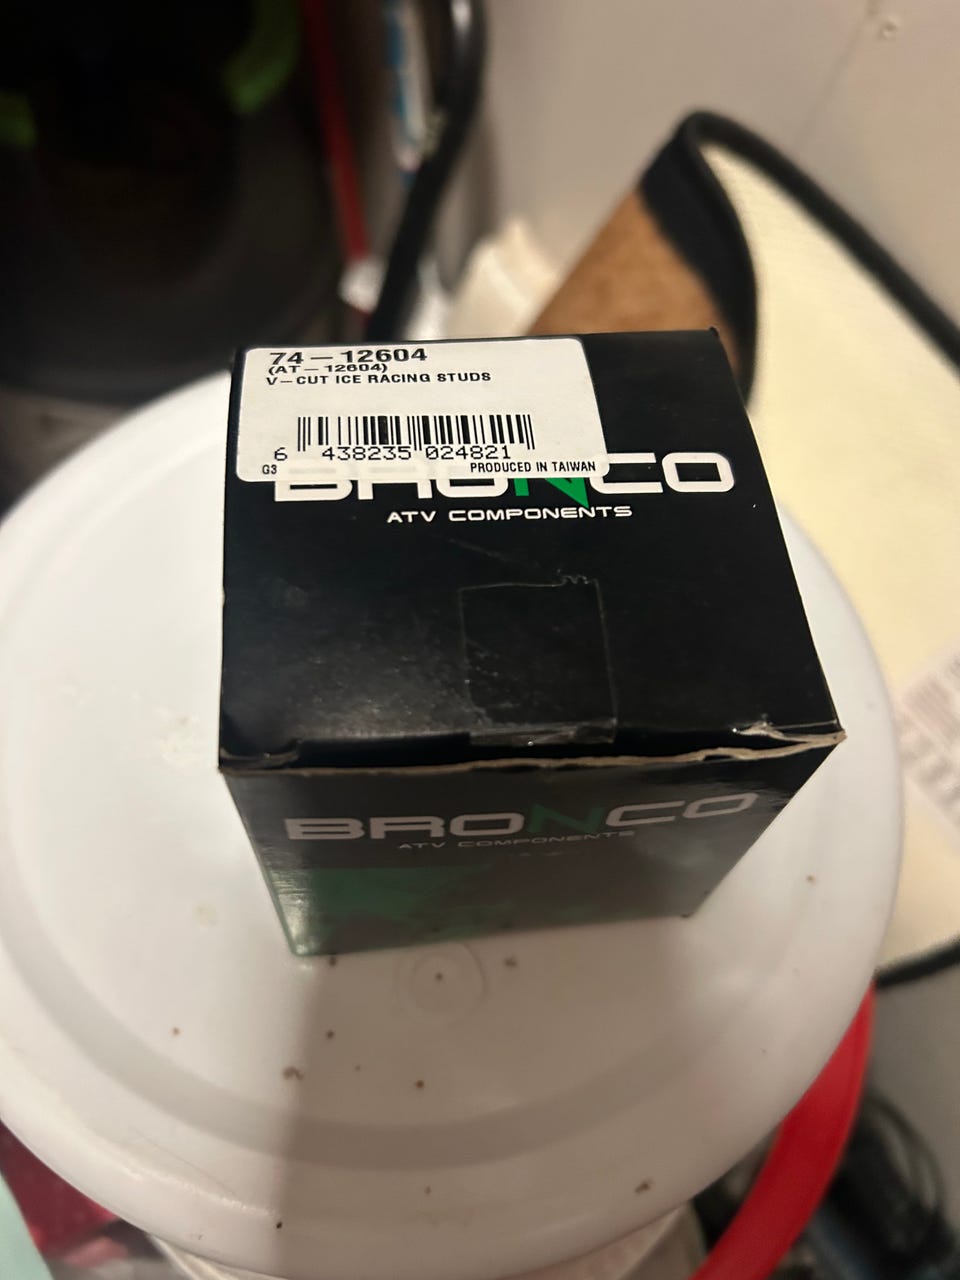 74-12604
(AT-12604)
V-CUT ICE RACING STUDS
6 438235 024821
G3 PRODUCED IN TAIWAN
BRONCO
ATV COMPONENTS
BRONCO
ATV COMPONENTS